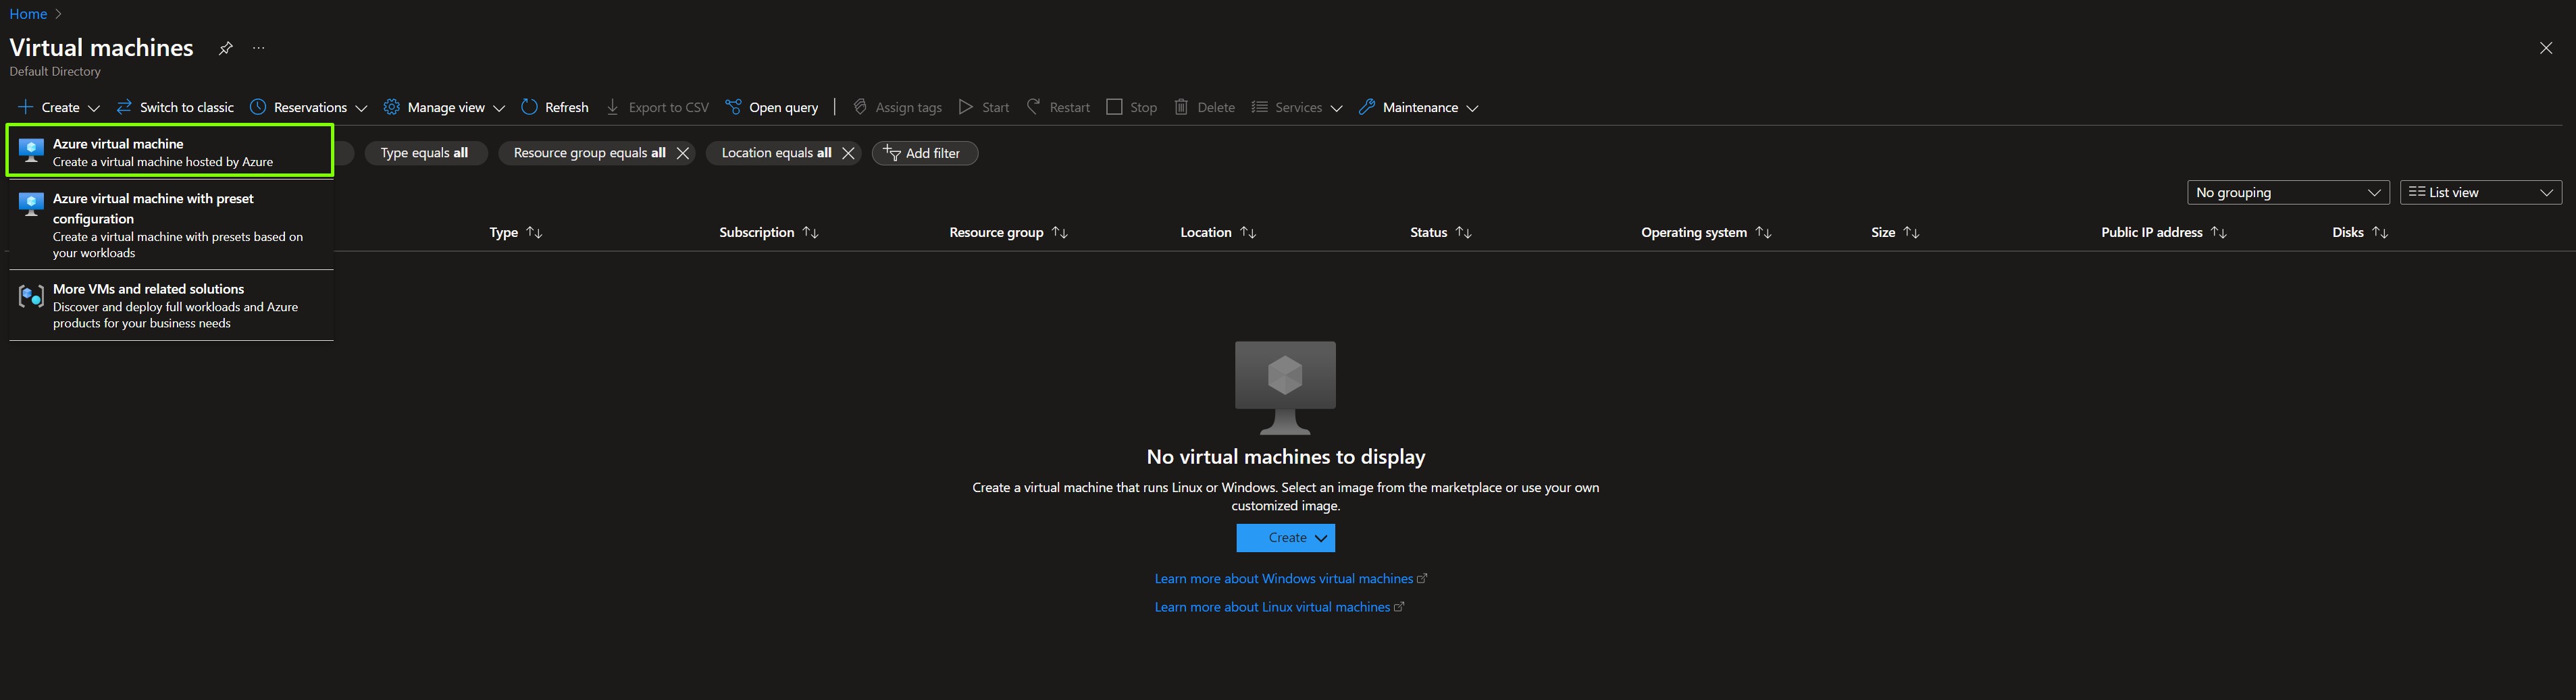 Home
Virtual machines
Default Directory
Create
Switch to classic
Reservations
Manage view
Refresh
Export to CSV
Open query
Assign tags
Start
Restart
Stop
Delete
Services
Maintenance
Azure virtual machine
Create a virtual machine hosted by Azure
Azure virtual machine with preset
configuration
Create a virtual machine with presets based on
your workloads
More VMs and related solutions
Discover and deploy full workloads and Azure
products for your business needs
Type equals all
Resource group equals all
Location equals all
Add filter
No grouping
List view
Type
Subscription
Resource group
Location
Status
Operating system
Size
Public IP address
Disks
No virtual machines to display
Create a virtual machine that runs Linux or Windows. Select an image from the marketplace or use your own
customized image.
Create
Learn more about Windows virtual machines
Learn more about Linux virtual machines